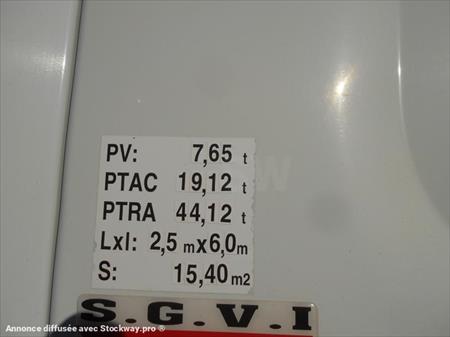 PV: 7,65 t
PTAC 19,12 t
PTRA 44,12 t
Lxl: 2,5 mx6,0m
S: 15,40 m2
S.G.V.I
Annonce diffusée avec Stockway.pro ®